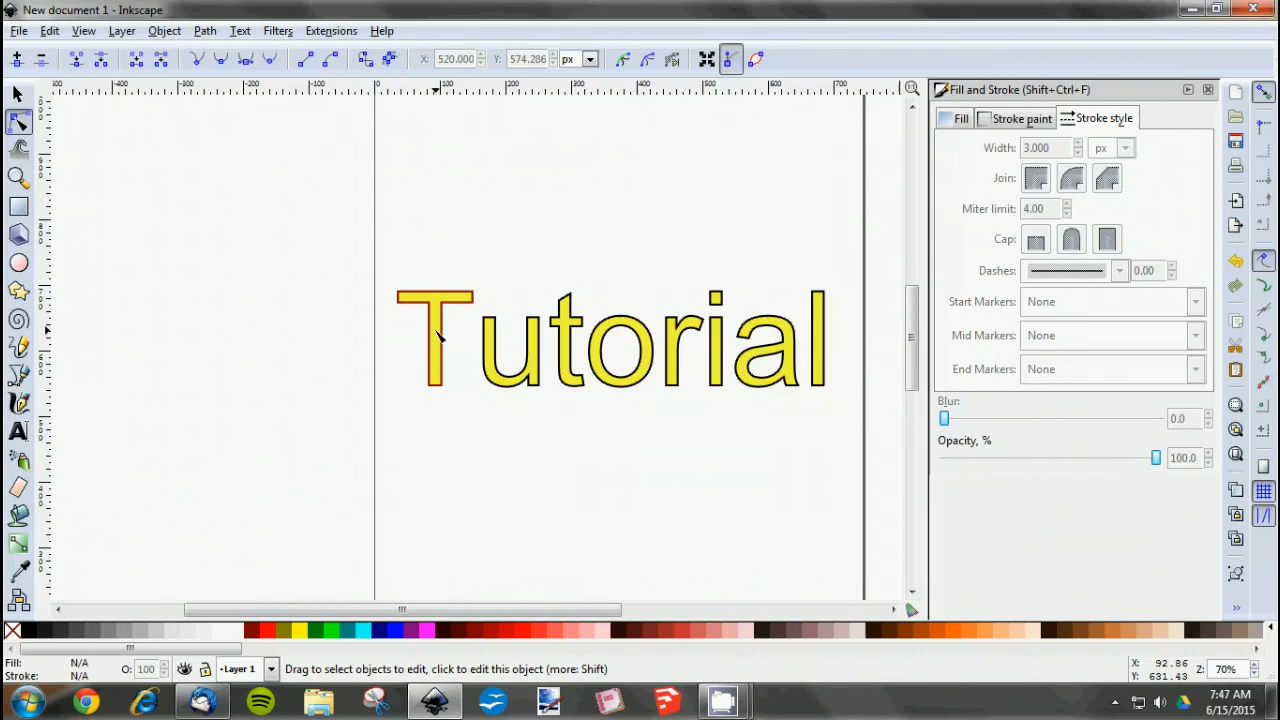 New document 1 - Inkscape
File Edit View Layer Object Filters Text Extensions Help
X: 520.000 Y: 574.286 px
Fill and Stroke (Shift+Ctrl+F)
Fill Stroke paint Stroke style
Width: 3.000 px
Join:
Miter limit: 4.00
Cap:
Dashes: 0.00
Start Markers: None
Mid Markers: None
End Markers: None
Blur:
0.0
Opacity, %
100.0
Tutorial
Fill: N/A
Stroke: N/A
O: 100
Layer 1
Drag to select objects to edit, click to edit this object (more: Shift)
X: 92.86
Y: 631.43
Z: 70%
7:47 AM
6/15/2015